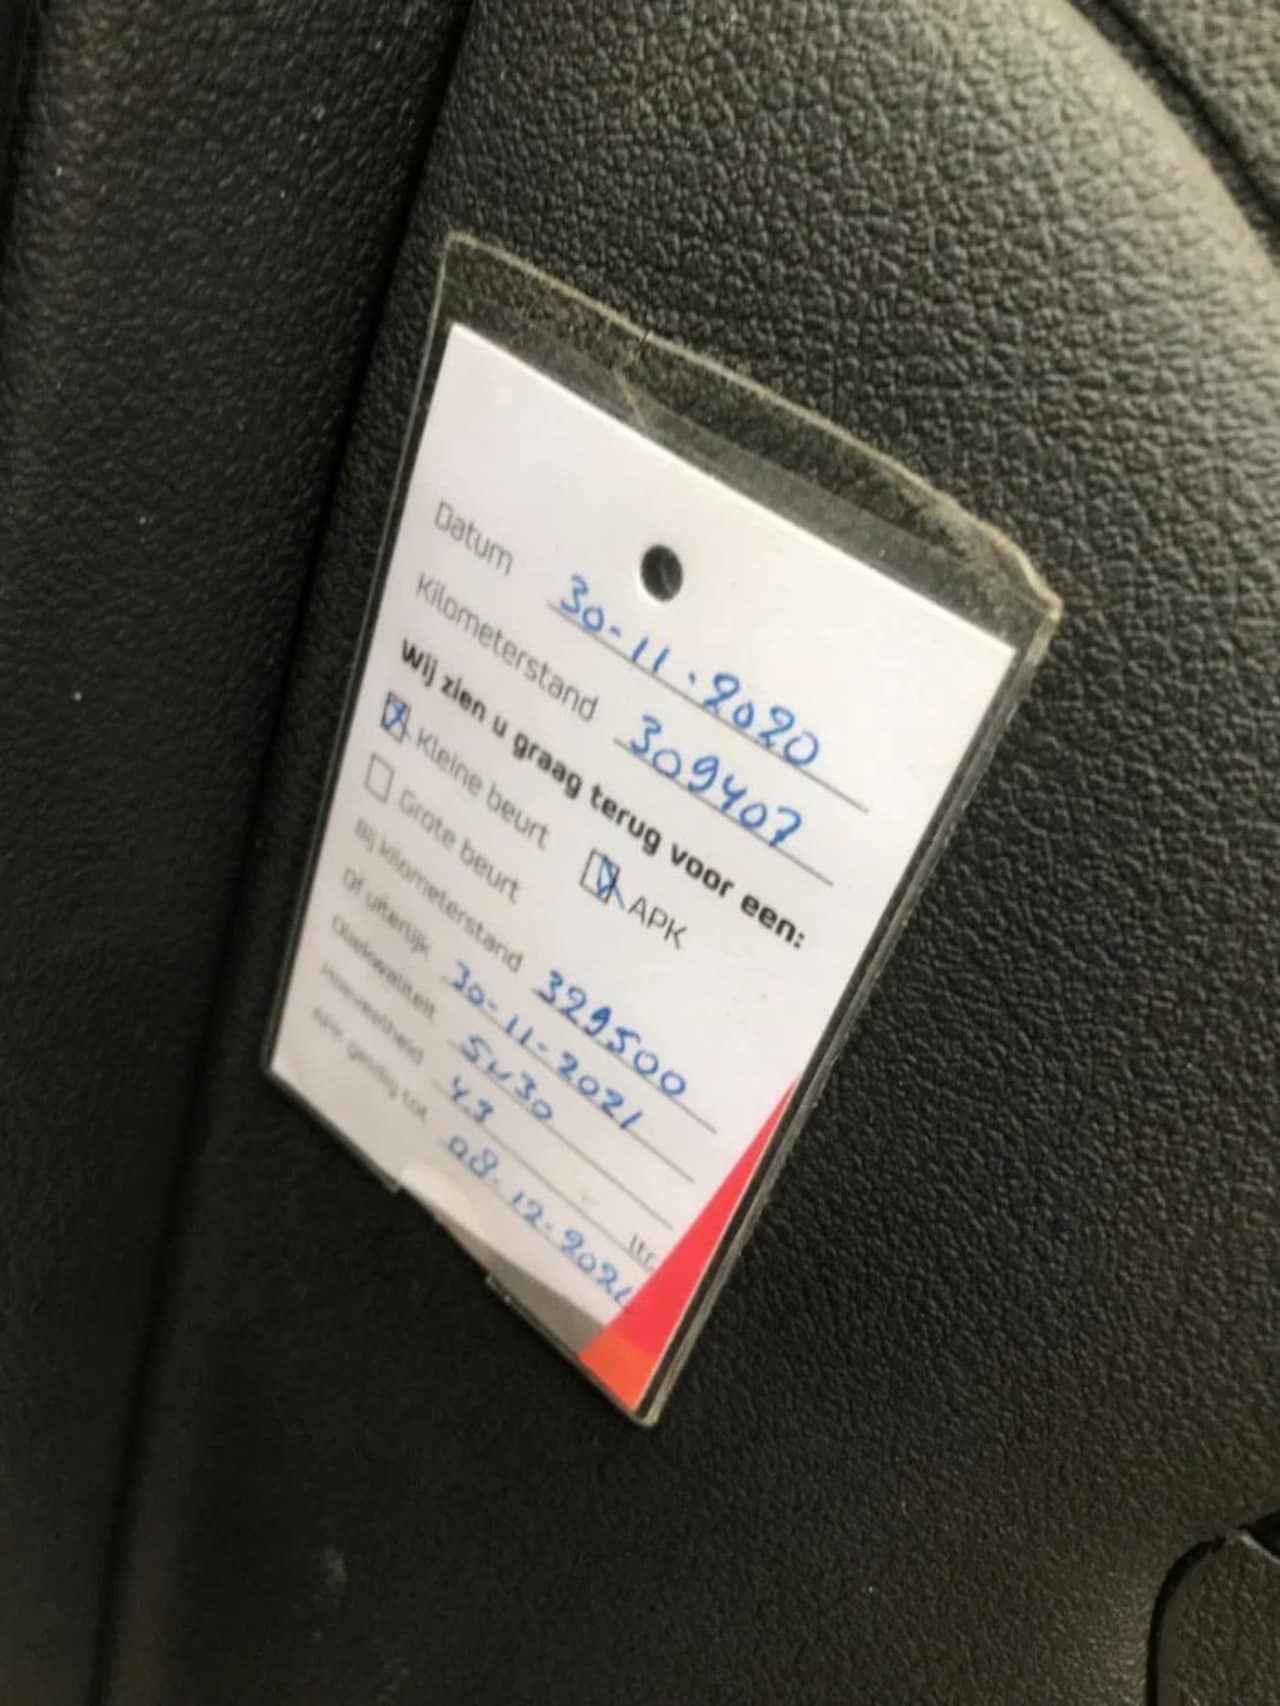 Datum 30-11-2020
Kilometerstand 309407
Wij zien u graag terug voor een:
Kleine beurt APK
Grote beurt
Bij kilometerstand 329500
Of uiterlijk 30-11-2021
Oliekwaliteit 5w30
Hoeveelheid 4.3 ltr.
APK geldig tot 08-12-2021